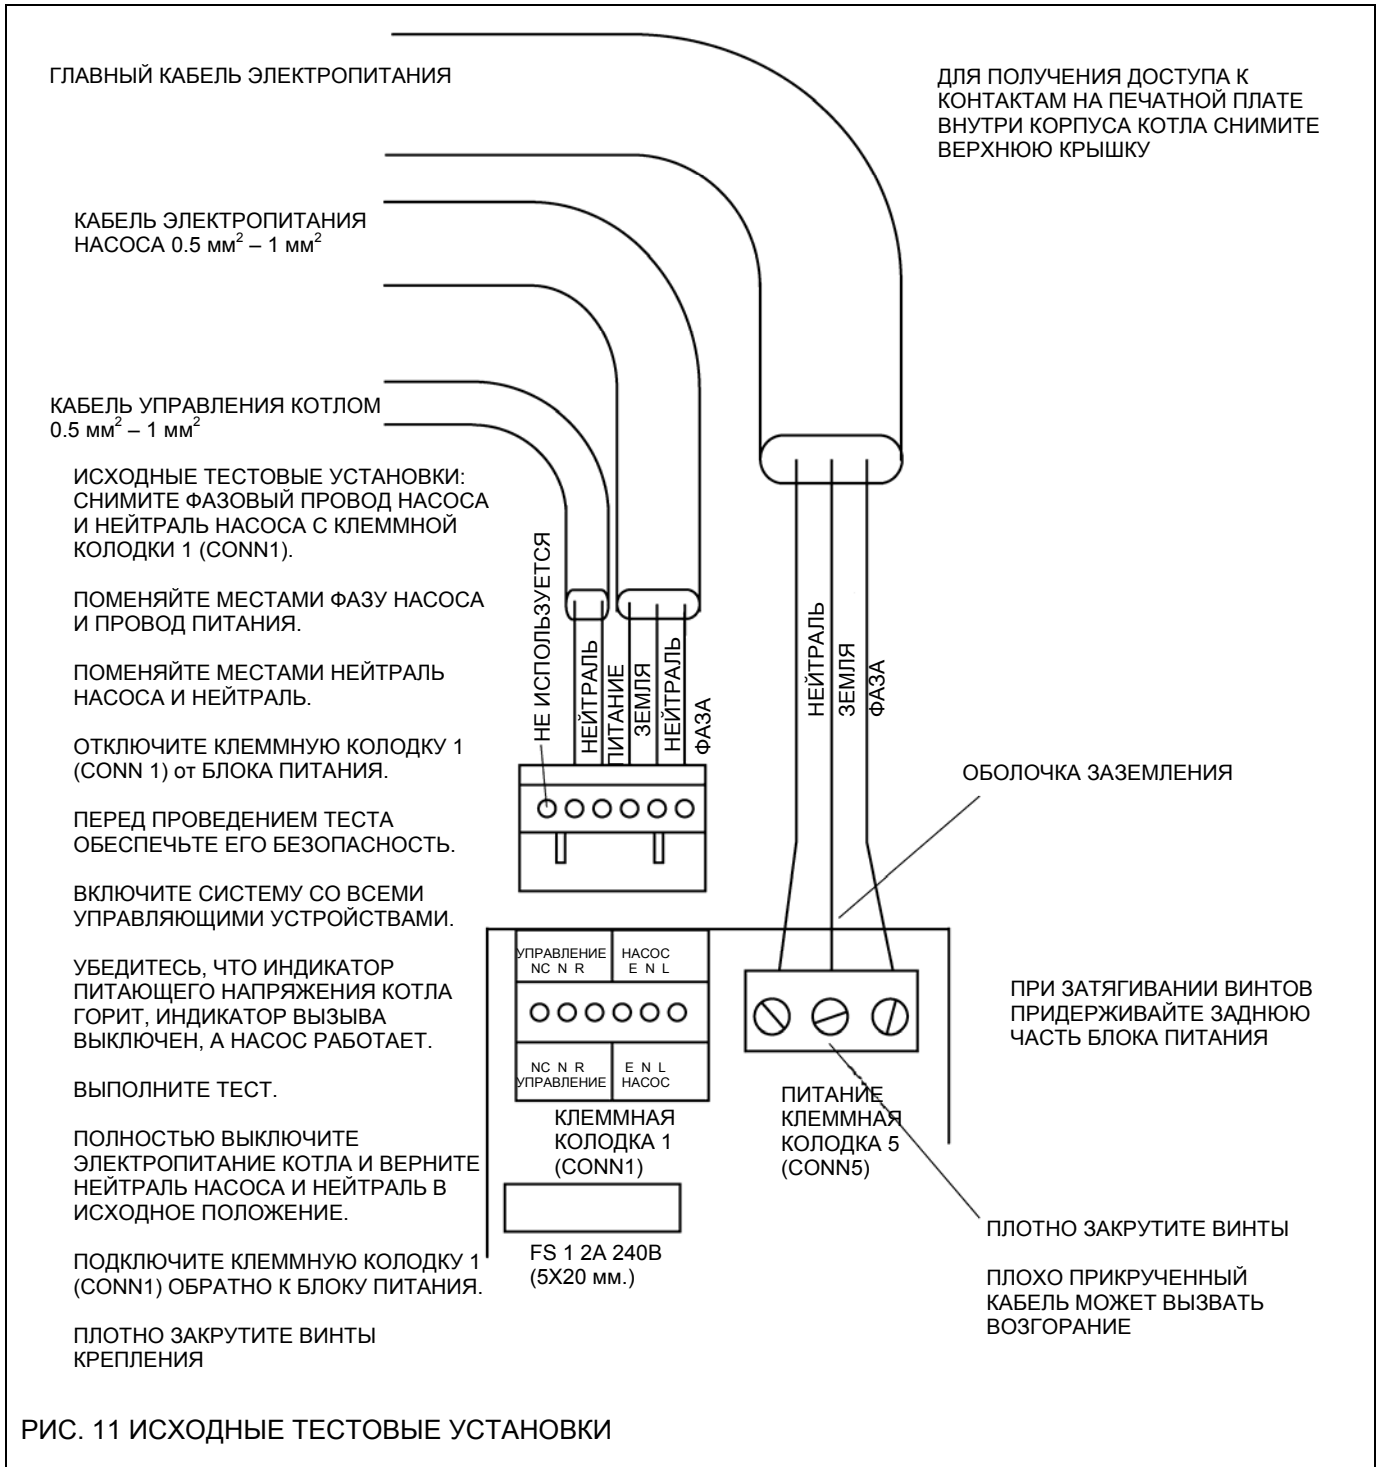 ГЛАВНЫЙ КАБЕЛЬ ЭЛЕКТРОПИТАНИЯ
ДЛЯ ПОЛУЧЕНИЯ ДОСТУПА К
КОНТАКТАМ НА ПЕЧАТНОЙ ПЛАТЕ
ВНУТРИ КОРПУСА КОТЛА СНИМИТЕ
ВЕРХНЮЮ КРЫШКУ
КАБЕЛЬ ЭЛЕКТРОПИТАНИЯ
НАСОСА 0.5 мм² – 1 мм²
КАБЕЛЬ УПРАВЛЕНИЯ КОТЛОМ
0.5 мм² – 1 мм²
ИСХОДНЫЕ ТЕСТОВЫЕ УСТАНОВКИ:
СНИМИТЕ ФАЗОВЫЙ ПРОВОД НАСОСА
И НЕЙТРАЛЬ НАСОСА С КЛЕММНОЙ
КОЛОДКИ 1 (CONN1).
ПОМЕНЯЙТЕ МЕСТАМИ ФАЗУ НАСОСА
И ПРОВОД ПИТАНИЯ.
ПОМЕНЯЙТЕ МЕСТАМИ НЕЙТРАЛЬ
НАСОСА И НЕЙТРАЛЬ.
ОТКЛЮЧИТЕ КЛЕММНУЮ КОЛОДКУ 1
(CONN 1) от БЛОКА ПИТАНИЯ.
ПЕРЕД ПРОВЕДЕНИЕМ ТЕСТА
ОБЕСПЕЧЬТЕ ЕГО БЕЗОПАСНОСТЬ.
ВКЛЮЧИТЕ СИСТЕМУ СО ВСЕМИ
УПРАВЛЯЮЩИМИ УСТРОЙСТВАМИ.
УБЕДИТЕСЬ, ЧТО ИНДИКАТОР
ПИТАЮЩЕГО НАПРЯЖЕНИЯ КОТЛА
ГОРИТ, ИНДИКАТОР ВЫЗЫВА
ВЫКЛЮЧЕН, А НАСОС РАБОТАЕТ.
ВЫПОЛНИТЕ ТЕСТ.
ПОЛНОСТЬЮ ВЫКЛЮЧИТЕ
ЭЛЕКТРОПИТАНИЕ КОТЛА И ВЕРНИТЕ
НЕЙТРАЛЬ НАСОСА И НЕЙТРАЛЬ В
ИСХОДНОЕ ПОЛОЖЕНИЕ.
ПОДКЛЮЧИТЕ КЛЕММНУЮ КОЛОДКУ 1
(CONN1) ОБРАТНО К БЛОКУ ПИТАНИЯ.
ПЛОТНО ЗАКРУТИТЕ ВИНТЫ
КРЕПЛЕНИЯ
НЕ ИСПОЛЬЗУЕТСЯ
НЕЙТРАЛЬ
ПИТАНИЕ
ЗЕМЛЯ
НЕЙТРАЛЬ
ФАЗА
НЕЙТРАЛЬ
ЗЕМЛЯ
ФАЗА
ОБОЛОЧКА ЗАЗЕМЛЕНИЯ
УПРАВЛЕНИЕ НАСОС
NC N R E N L
NC N R E N L
УПРАВЛЕНИЕ НАСОС
КЛЕММНАЯ
КОЛОДКА 1
(CONN1)
FS 1 2A 240В
(5X20 мм.)
ПИТАНИЕ
КЛЕММНАЯ
КОЛОДКА 5
(CONN5)
ПРИ ЗАТЯГИВАНИИ ВИНТОВ
ПРИДЕРЖИВАЙТЕ ЗАДНЮЮ
ЧАСТЬ БЛОКА ПИТАНИЯ
ПЛОТНО ЗАКРУТИТЕ ВИНТЫ
ПЛОХО ПРИКРУЧЕННЫЙ
КАБЕЛЬ МОЖЕТ ВЫЗВАТЬ
ВОЗГОРАНИЕ
РИС. 11 ИСХОДНЫЕ ТЕСТОВЫЕ УСТАНОВКИ